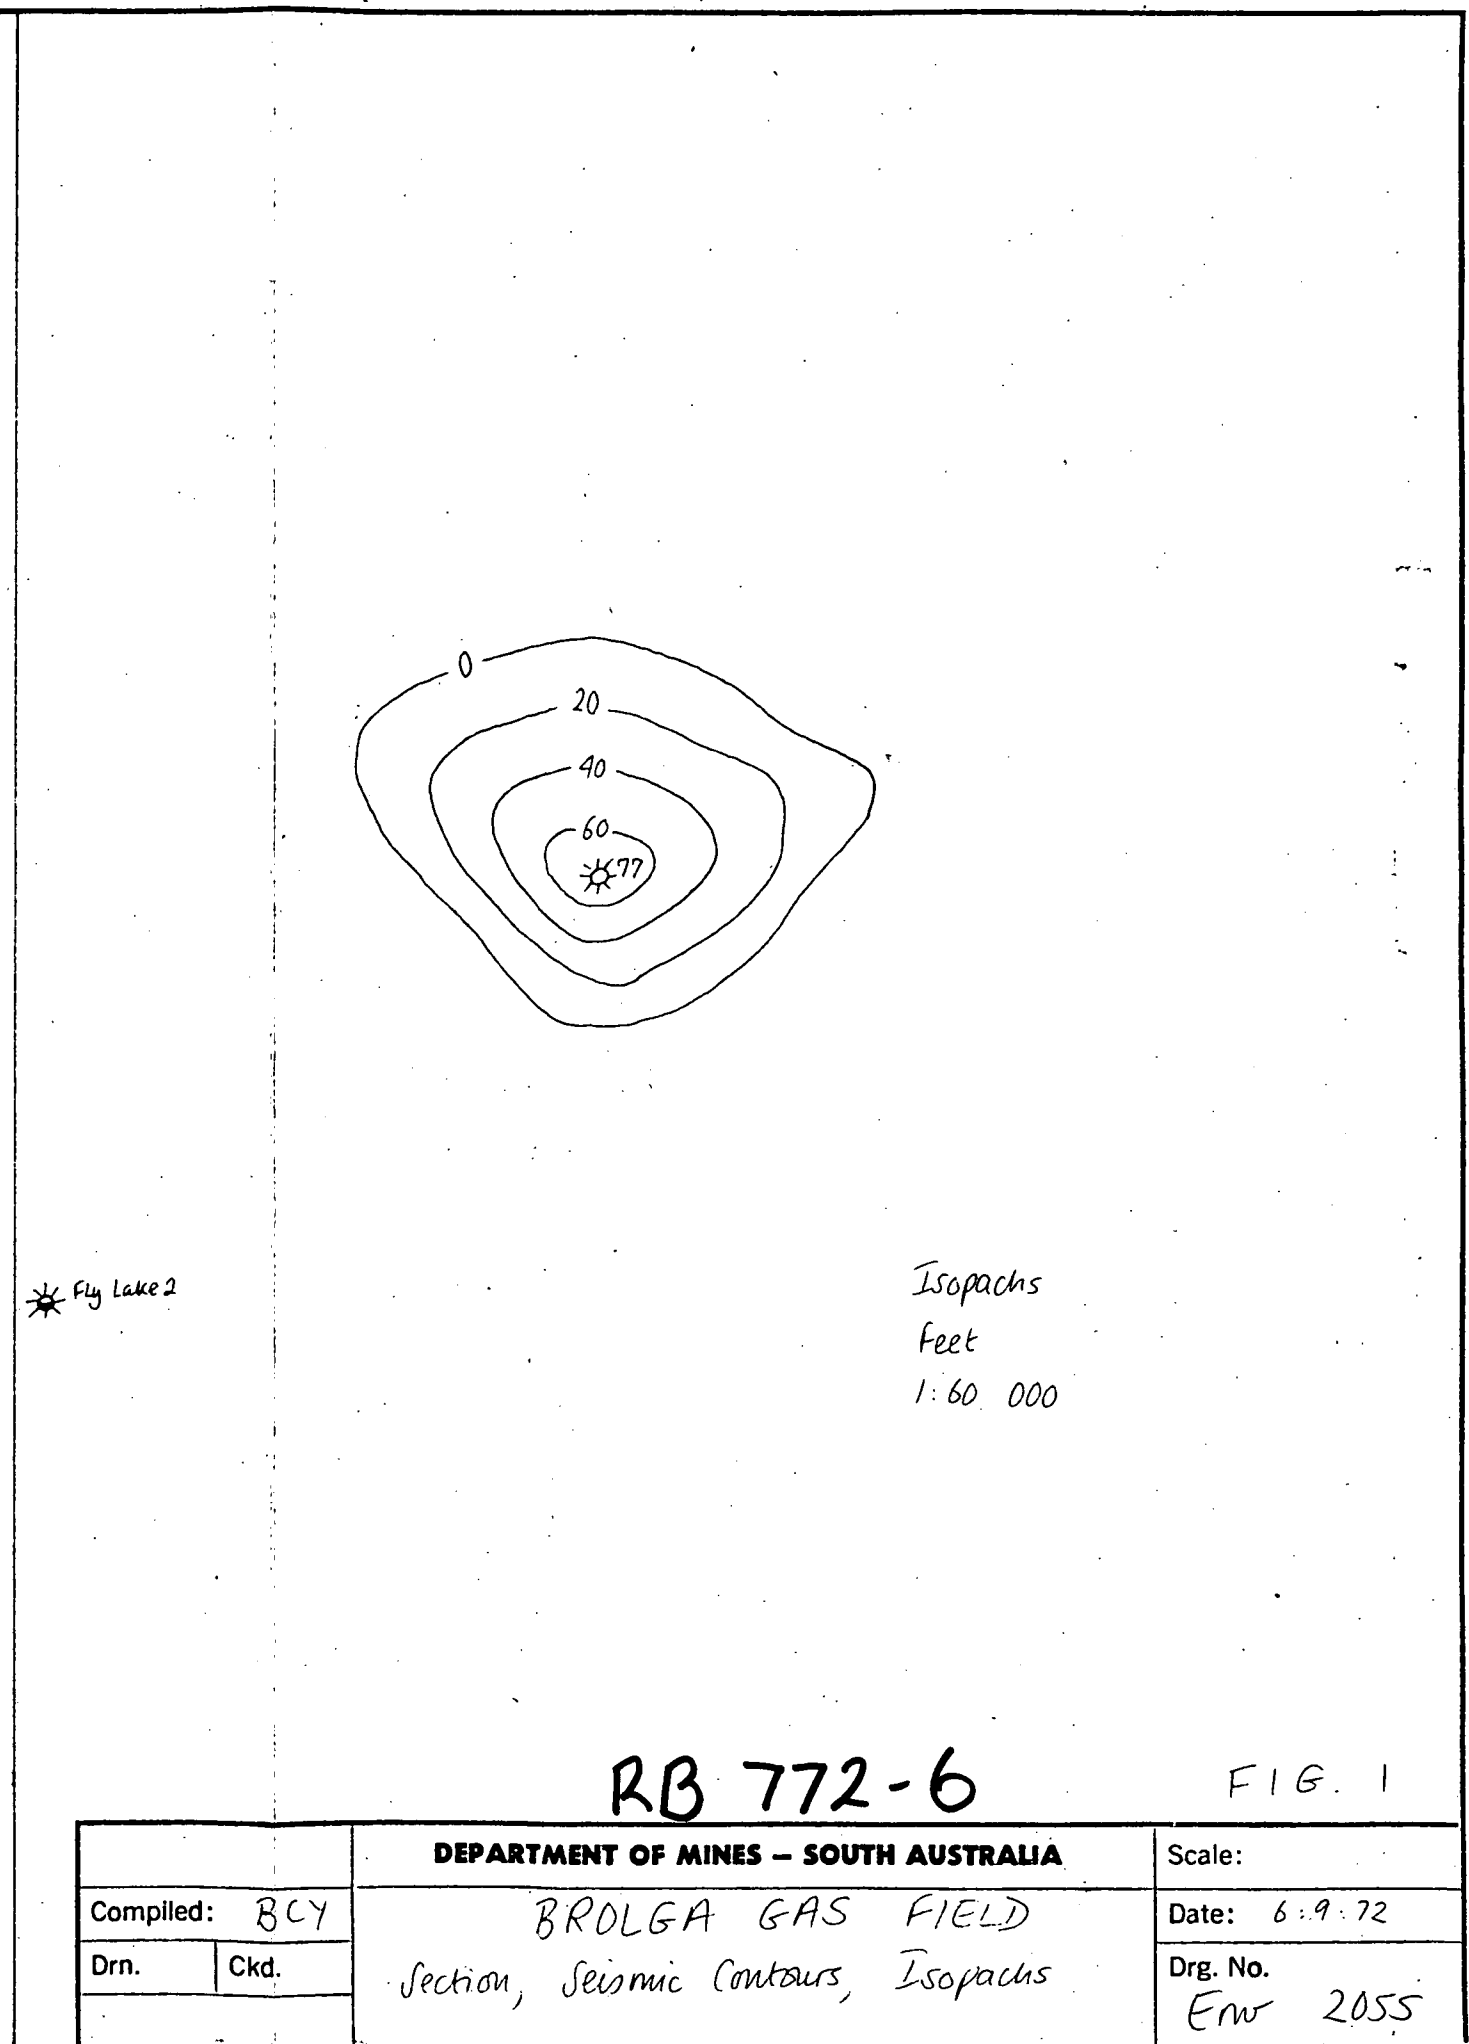 0
20
40
60
77
Fly Lake 2
Isopachs
Feet
1:60 000
RB 772-6
FIG. 1
DEPARTMENT OF MINES – SOUTH AUSTRALIA
Scale:
Compiled: BCY
BROLGA GAS FIELD
Date: 6:9:72
Drn.
Ckd.
Section, Seismic Contours, Isopachs
Drg. No.
Env 2055